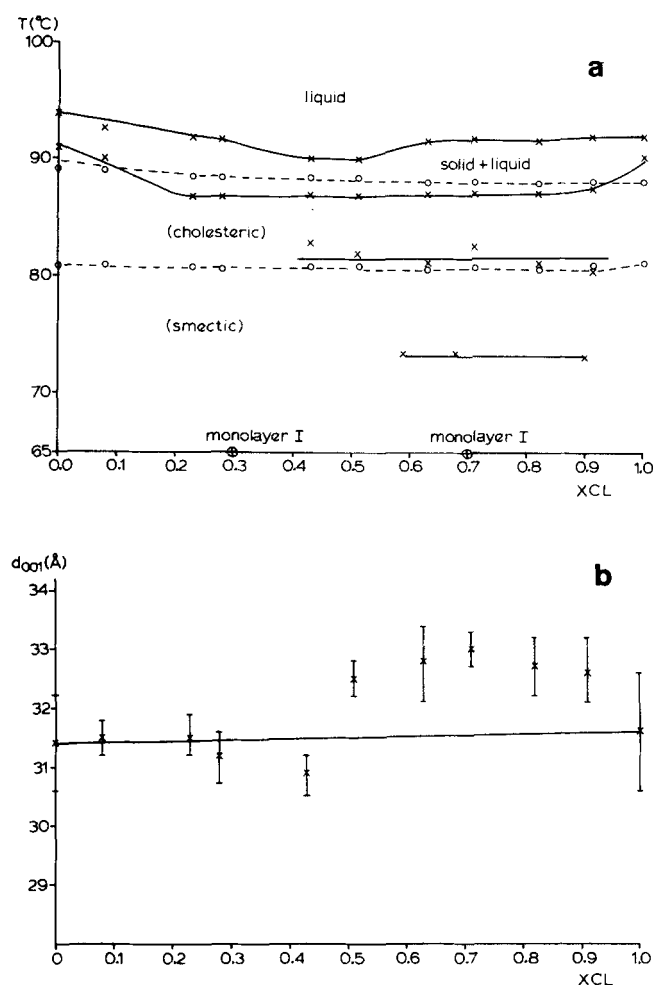 T(°C)
100
90
80
70
65
a
liquid
solid + liquid
(cholesteric)
(smectic)
monolayer I
monolayer I
0.0 0.1 0.2 0.3 0.4 0.5 0.6 0.7 0.8 0.9 1.0
XCL
d001(Å)
34
33
32
31
30
29
b
0 0.1 0.2 0.3 0.4 0.5 0.6 0.7 0.8 0.9 1.0
XCL